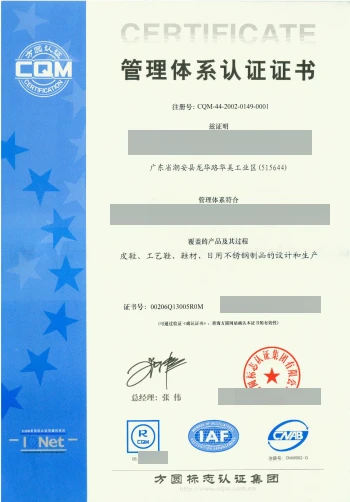 CERTIFICATE
方圆认证
CQM
CERTIFICATION
管理体系认证证书
注册号: CQM-44-2002-0149-0001
兹证明
广东省潮安县龙华路华美工业区(515644)
管理体系符合
覆盖的产品及其过程
皮鞋、工艺鞋、鞋材、日用不锈钢制品的设计和生产
证书号: 00206Q13005R0M
总经理: 张 伟
Net
R
CQM
IAF
CNAB
方圆标志认证集团